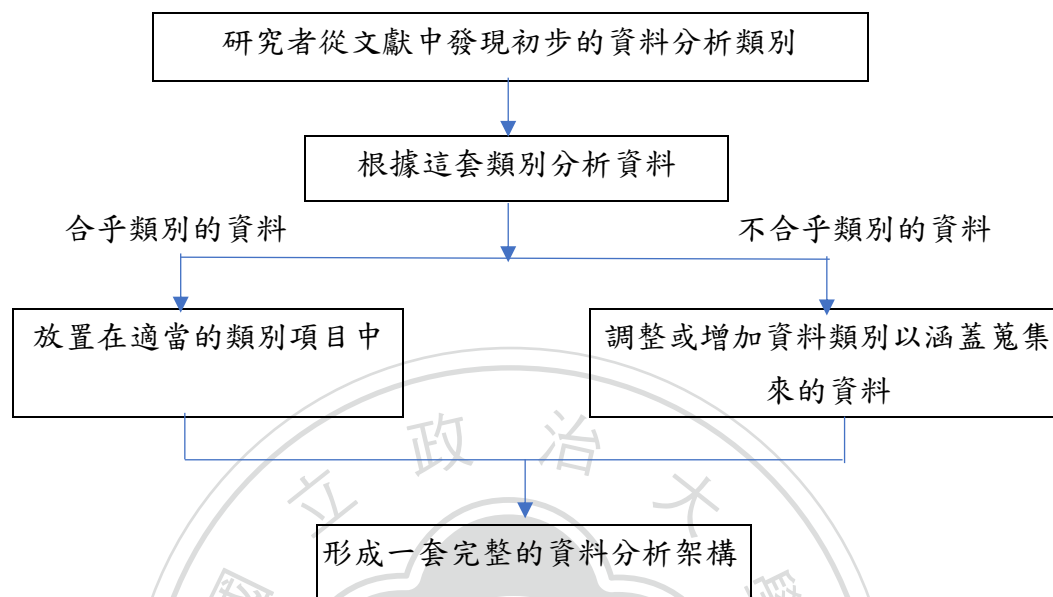 研究者從文獻中發現初步的資料分析類別
根據這套類別分析資料
合乎類別的資料
不合乎類別的資料
放置在適當的類別項目中
調整或增加資料類別以涵蓋蒐集
來的資料
立政治大
形成一套完整的資料分析架構